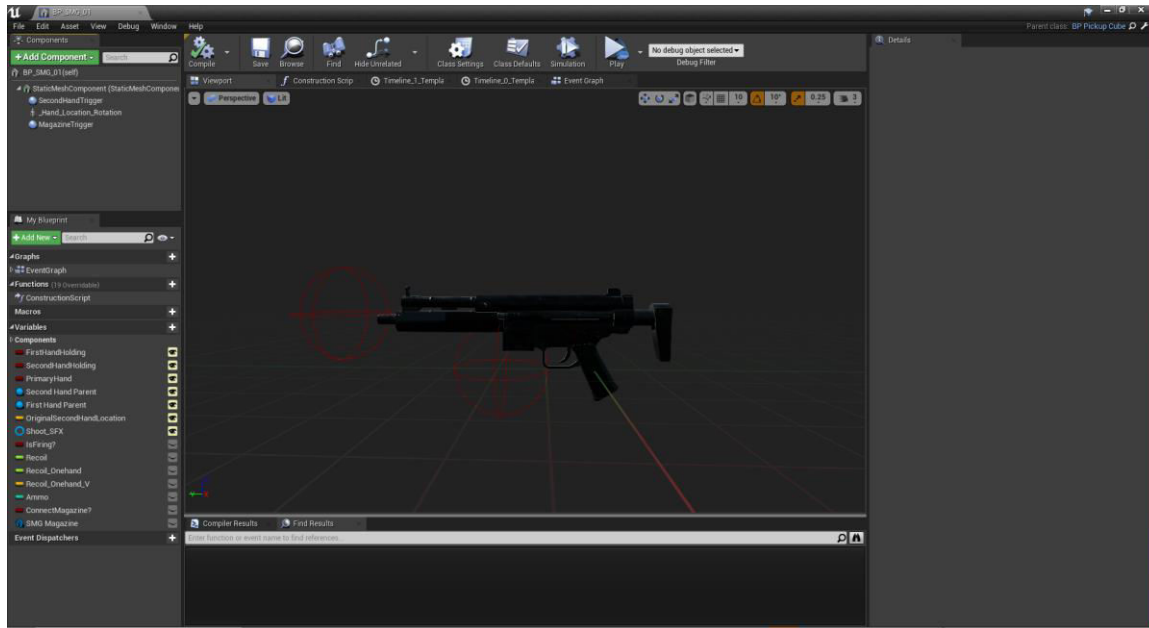 BP_SMG_01
File Edit Asset View Debug Window Help
Parent class: BP Pickup Cube
Components
+Add Component
Search
BP_SMG_01(self)
StaticMeshComponent (StaticMeshComponen
SecondHandTrigger
_Hand_Location_Rotation
MagazineTrigger
Compile
Save
Browse
Find
Hide Unrelated
Class Settings
Class Defaults
Simulation
Play
No debug object selected
Debug Filter
Viewport
Construction Scrip
Timeline_1_Templa
Timeline_0_Templa
Event Graph
Perspective
Lit
10
10°
0.25
3
Details
My Blueprint
+Add New
Search
Graphs
EventGraph
Functions (19 Overridable)
ConstructionScript
Macros
Variables
Components
FirstHandHolding
SecondHandHolding
PrimaryHand
Second Hand Parent
First Hand Parent
OriginalSecondHandLocation
Shoot_SFX
IsFiring?
Recoil
Recoil_Onehand
Recoil_Onehand_V
Ammo
ConnectMagazine?
SMG Magazine
Event Dispatchers
Compiler Results
Find Results
Enter function or event name to find references...